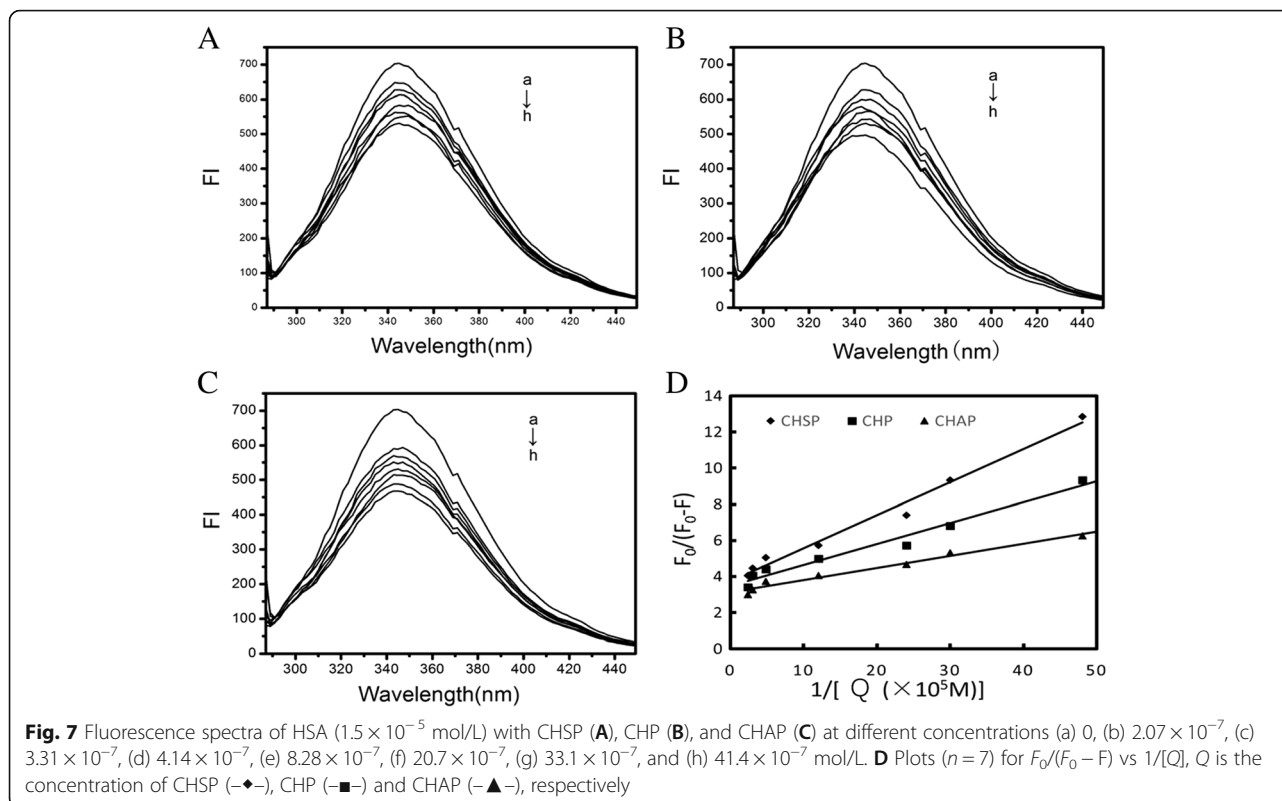 A
700
600
500
400
300
200
100
0
FI
a
↓
h
300 320 340 360 380 400 420 440
Wavelength(nm)
B
700
600
500
400
300
200
100
0
FI
a
↓
h
300 320 340 360 380 400 420 440
Wavelength (nm)
C
700
600
500
400
300
200
100
0
FI
a
↓
h
300 320 340 360 380 400 420 440
Wavelength(nm)
D
14
12
10
8
6
4
2
0
F₀/(F₀-F)
◆ CHSP ■ CHP ▲ CHAP
0 10 20 30 40 50
1/[ Q (×10⁵M)]
Fig. 7 Fluorescence spectra of HSA (1.5 × 10⁻⁵ mol/L) with CHSP (A), CHP (B), and CHAP (C) at different concentrations (a) 0, (b) 2.07 × 10⁻⁷, (c)
3.31 × 10⁻⁷, (d) 4.14 × 10⁻⁷, (e) 8.28 × 10⁻⁷, (f) 20.7 × 10⁻⁷, (g) 33.1 × 10⁻⁷, and (h) 41.4 × 10⁻⁷ mol/L. D Plots (n = 7) for F₀/(F₀ − F) vs 1/[Q], Q is the
concentration of CHSP (–◆–), CHP (–■–) and CHAP (–▲–), respectively